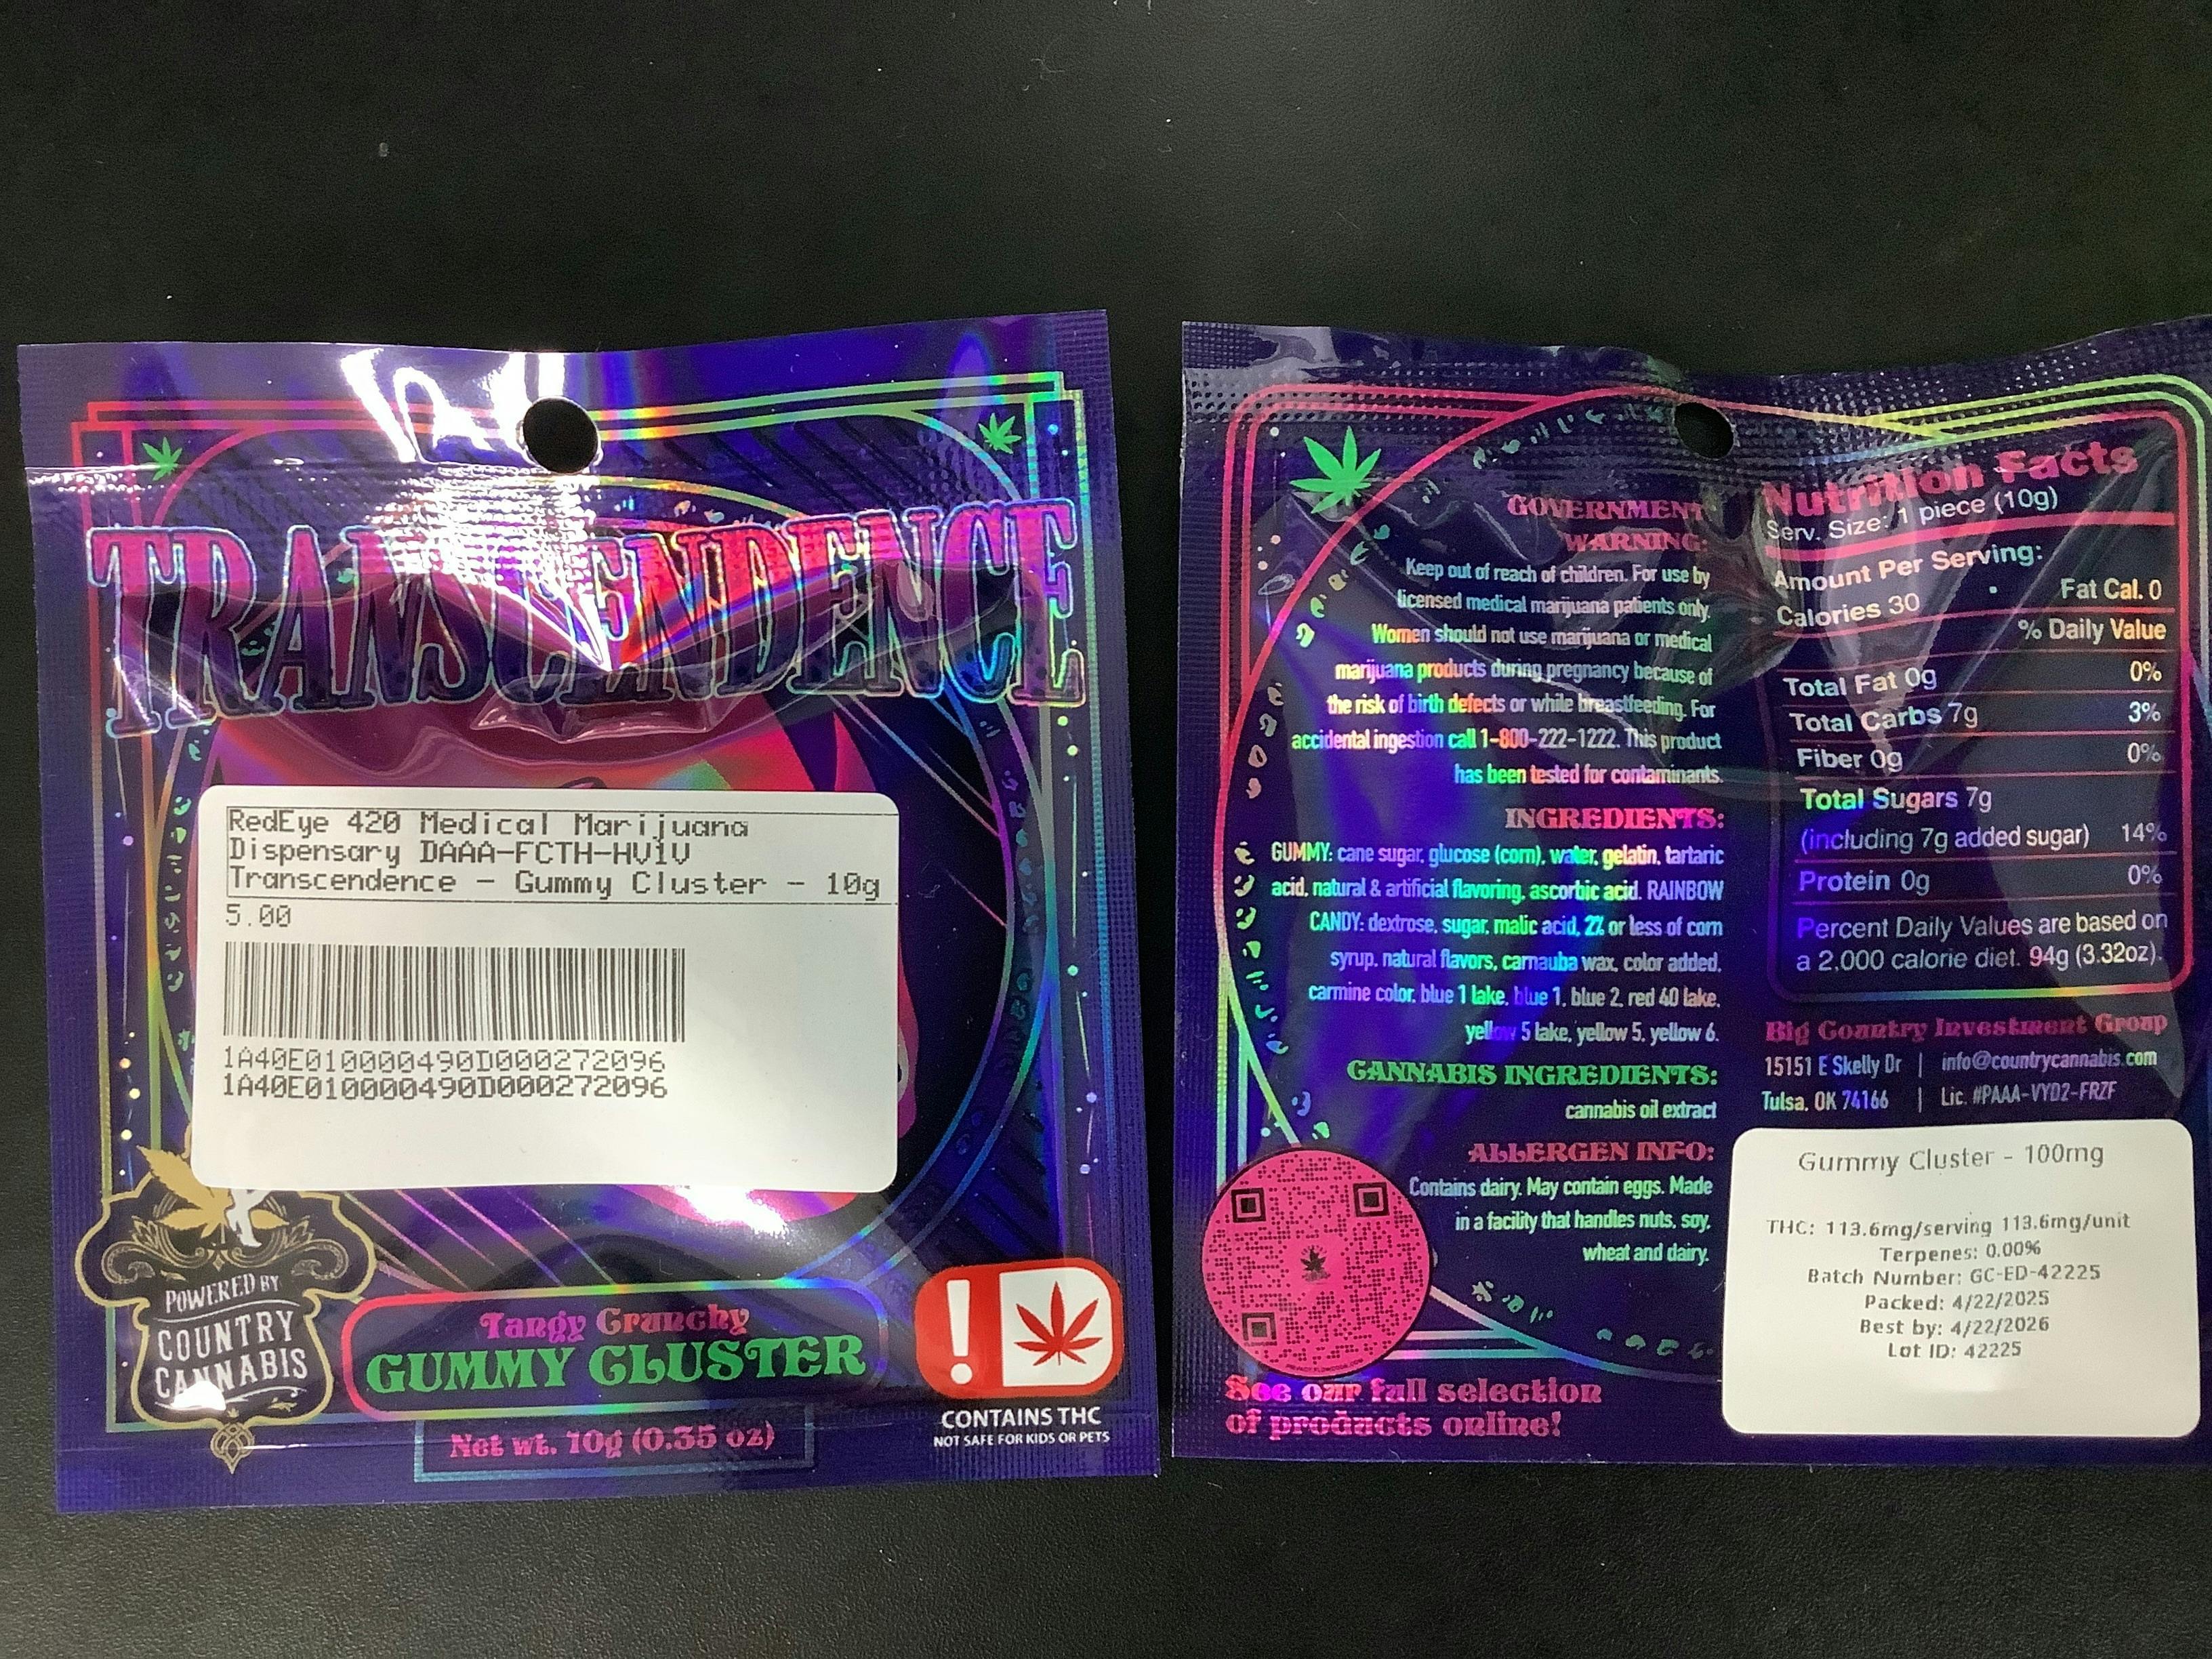 TRANSCENDENCE
RedEye 420 Medical Marijuana
Dispensary DAAA-FCTH-HV1V
Transcendence - Gummy Cluster - 10g
5.00
1A40E010000490D000272096
1A40E010000490D000272096
POWERED BY
COUNTRY
CANNABIS
Tangy Crunchy
GUMMY CLUSTER
Net wt. 10g (0.35 oz)
!
CONTAINS THC
NOT SAFE FOR KIDS OR PETS
GOVERNMENT
WARNING:
Keep out of reach of children. For use by
licensed medical marijuana patients only.
Women should not use marijuana or medical
marijuana products during pregnancy because of
the risk of birth defects or while breastfeeding. For
accidental ingestion call 1-800-222-1222. This product
has been tested for contaminants.
INGREDIENTS:
GUMMY: cane sugar, glucose (corn), water, gelatin, tartaric
acid, natural & artificial flavoring, ascorbic acid. RAINBOW
CANDY: dextrose, sugar, malic acid, 2% or less of corn
syrup, natural flavors, carnauba wax, color added,
carmine color, blue 1 lake, blue 1, blue 2, red 40 lake,
yellow 5 lake, yellow 5, yellow 6.
CANNABIS INGREDIENTS:
cannabis oil extract
ALLERGEN INFO:
Contains dairy. May contain eggs. Made
in a facility that handles nuts, soy,
wheat and dairy.
See our full selection
of products online!
Nutrition Facts
Serv. Size: 1 piece (10g)
Amount Per Serving:
Calories 30 Fat Cal. 0
% Daily Value
Total Fat 0g 0%
Total Carbs 7g 3%
Fiber 0g 0%
Total Sugars 7g
(including 7g added sugar) 14%
Protein 0g 0%
Percent Daily Values are based on
a 2,000 calorie diet. 94g (3.32oz).
Big Country Investment Group
15151 E Skelly Dr | info@countrycannabis.com
Tulsa, OK 74166 | Lic. #PAAA-VYD2-FRZF
Gummy Cluster - 100mg
THC: 113.6mg/serving 113.6mg/unit
Terpenes: 0.00%
Batch Number: GC-ED-42225
Packed: 4/22/2025
Best by: 4/22/2026
Lot ID: 42225